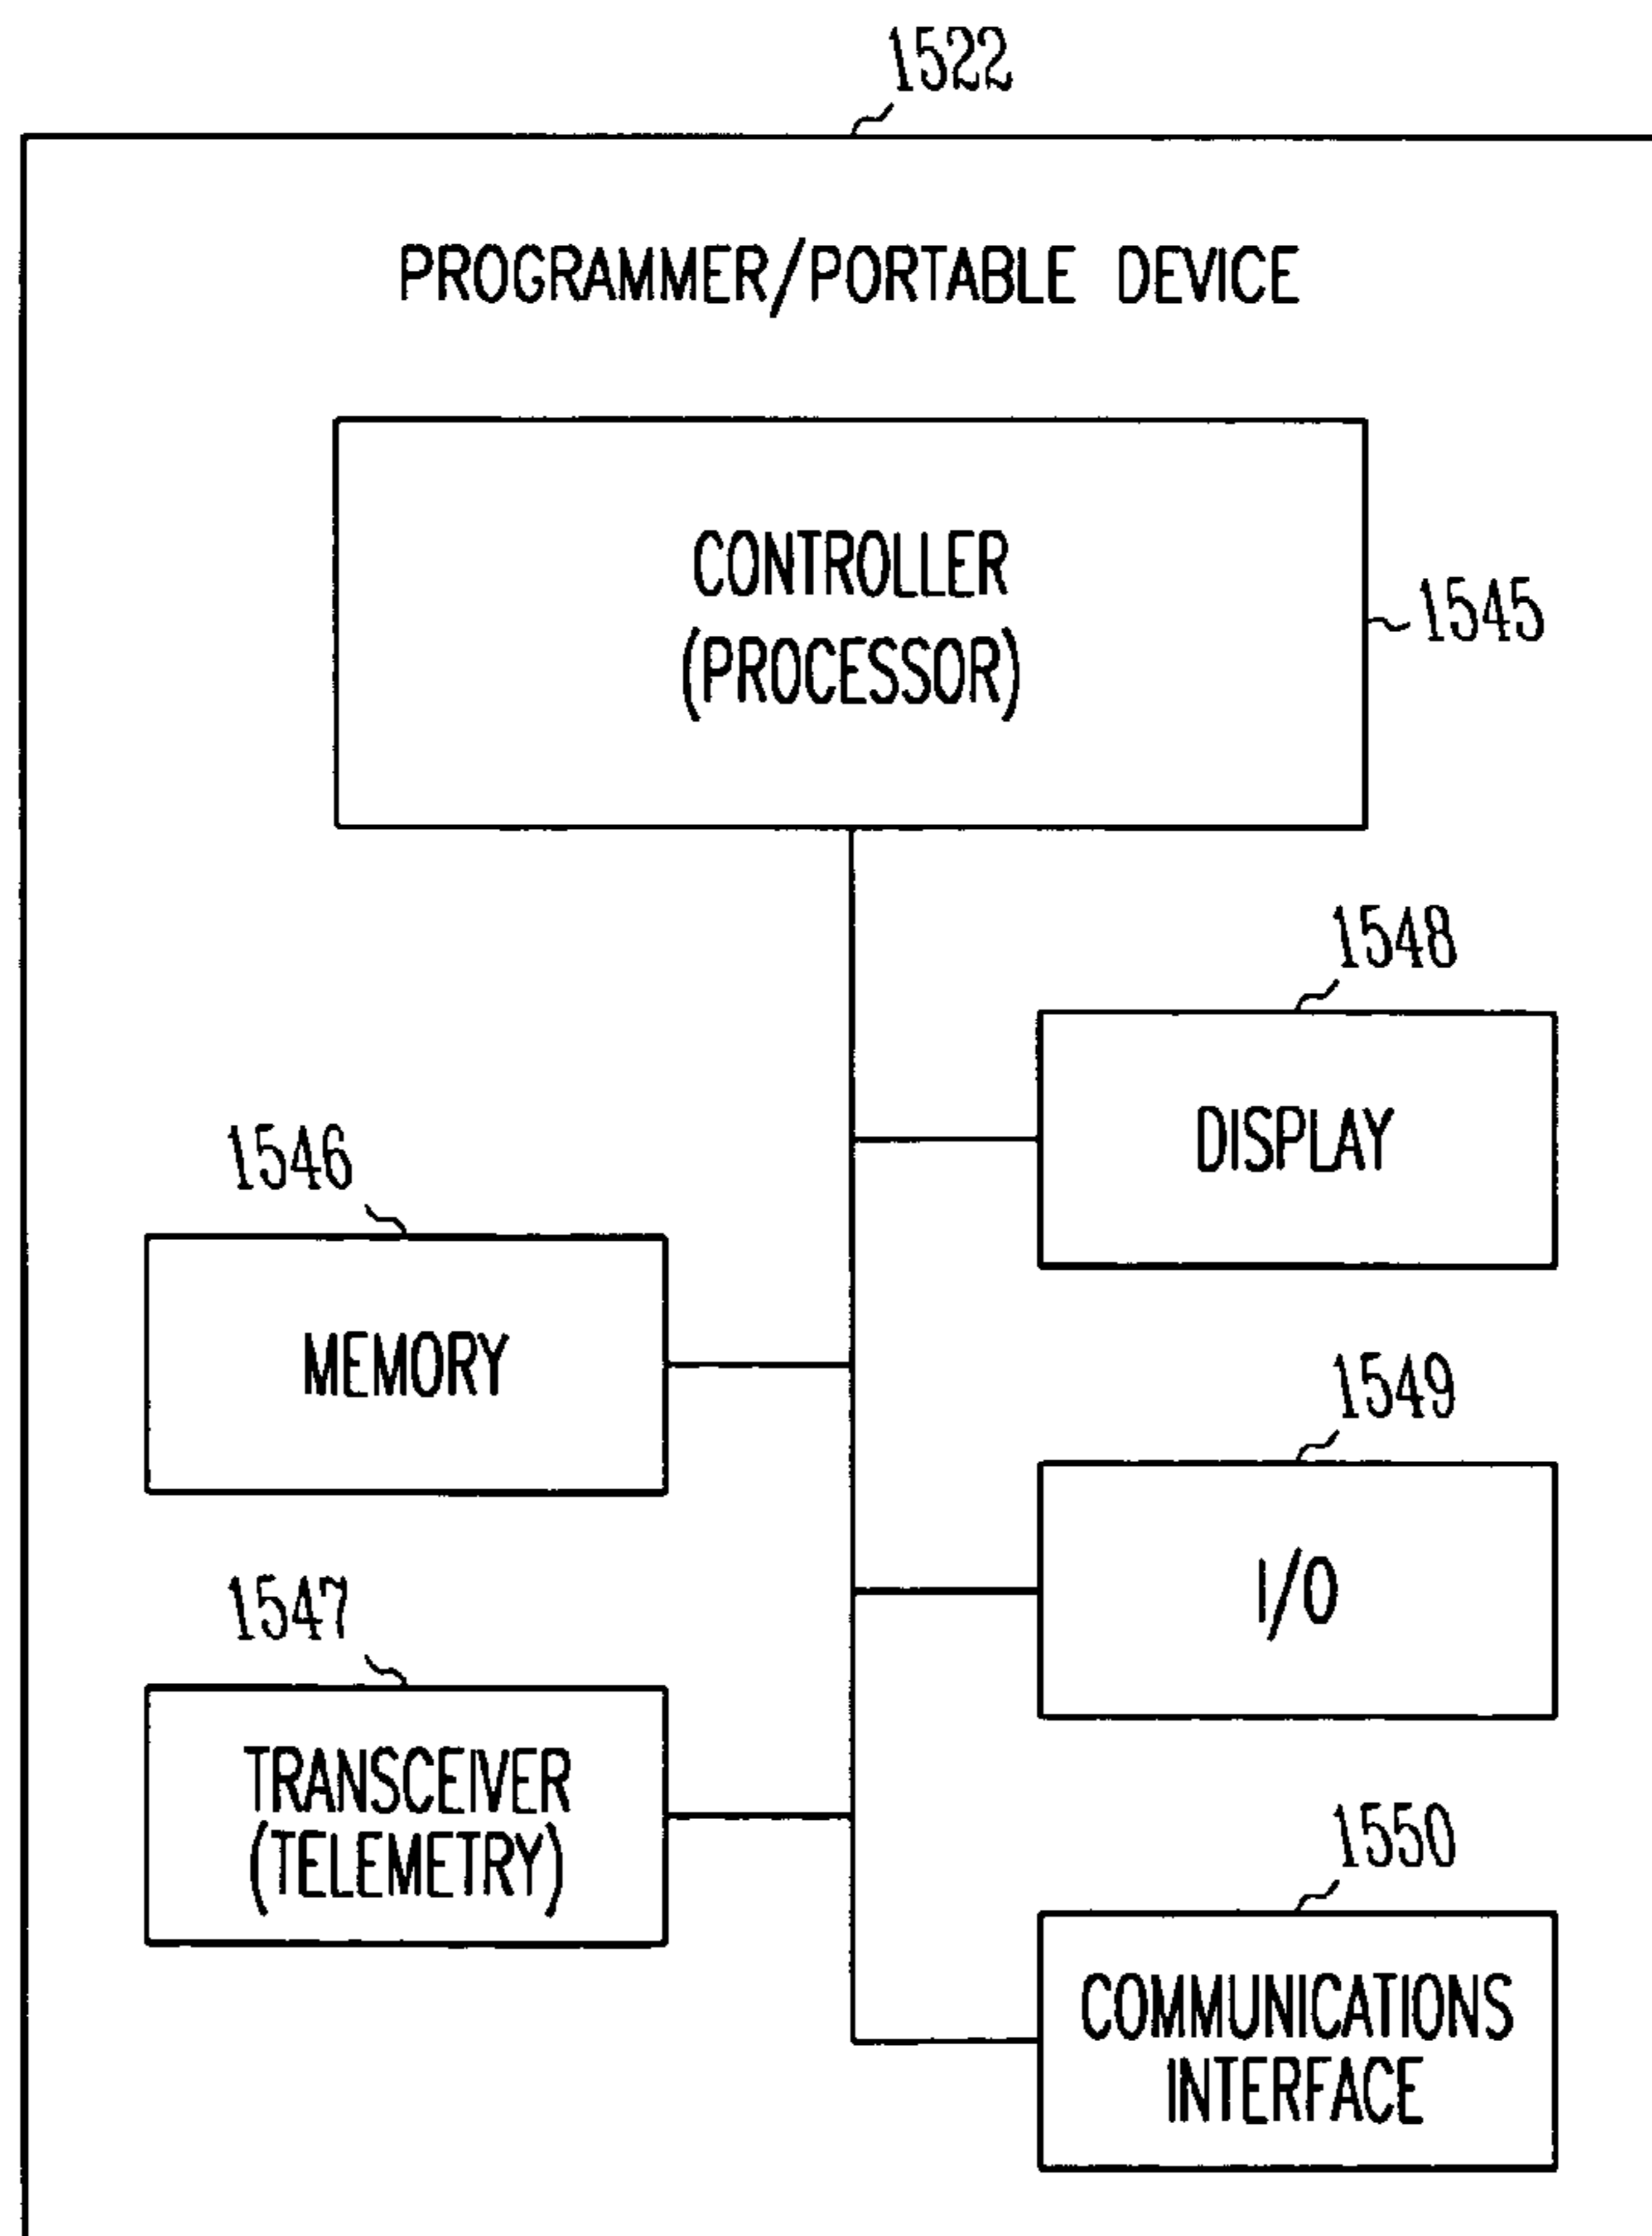 1522
PROGRAMMER/PORTABLE DEVICE
CONTROLLER
(PROCESSOR)
1545
1548
DISPLAY
1546
MEMORY
1549
I/O
1547
TRANSCEIVER
(TELEMETRY)
1550
COMMUNICATIONS
INTERFACE